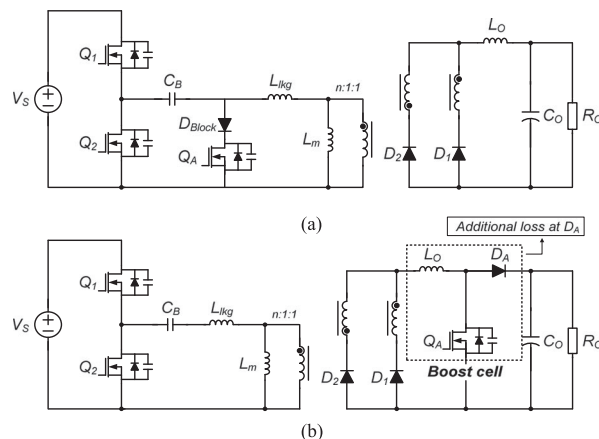 Q1
CB
Llkg
n:1:1
LO
VS
DBlock
Lm
CO
RO
Q2
QA
D2
D1
(a)
Additional loss at DA
LO
DA
Q1
CB
Llkg
n:1:1
VS
QA
CO
RO
Q2
Lm
D2
D1
Boost cell
(b)